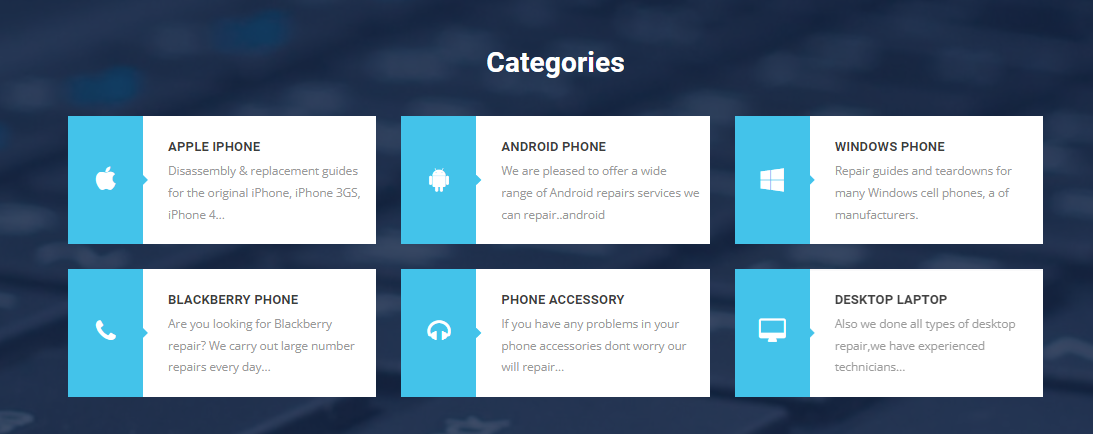 Categories
APPLE IPHONE
Disassembly & replacement guides
for the original iPhone, iPhone 3GS,
iPhone 4...
ANDROID PHONE
We are pleased to offer a wide
range of Android repairs services we
can repair..android
WINDOWS PHONE
Repair guides and teardowns for
many Windows cell phones, a of
manufacturers.
BLACKBERRY PHONE
Are you looking for Blackberry
repair? We carry out large number
repairs every day...
PHONE ACCESSORY
If you have any problems in your
phone accessories dont worry our
will repair...
DESKTOP LAPTOP
Also we done all types of desktop
repair,we have experienced
technicians...